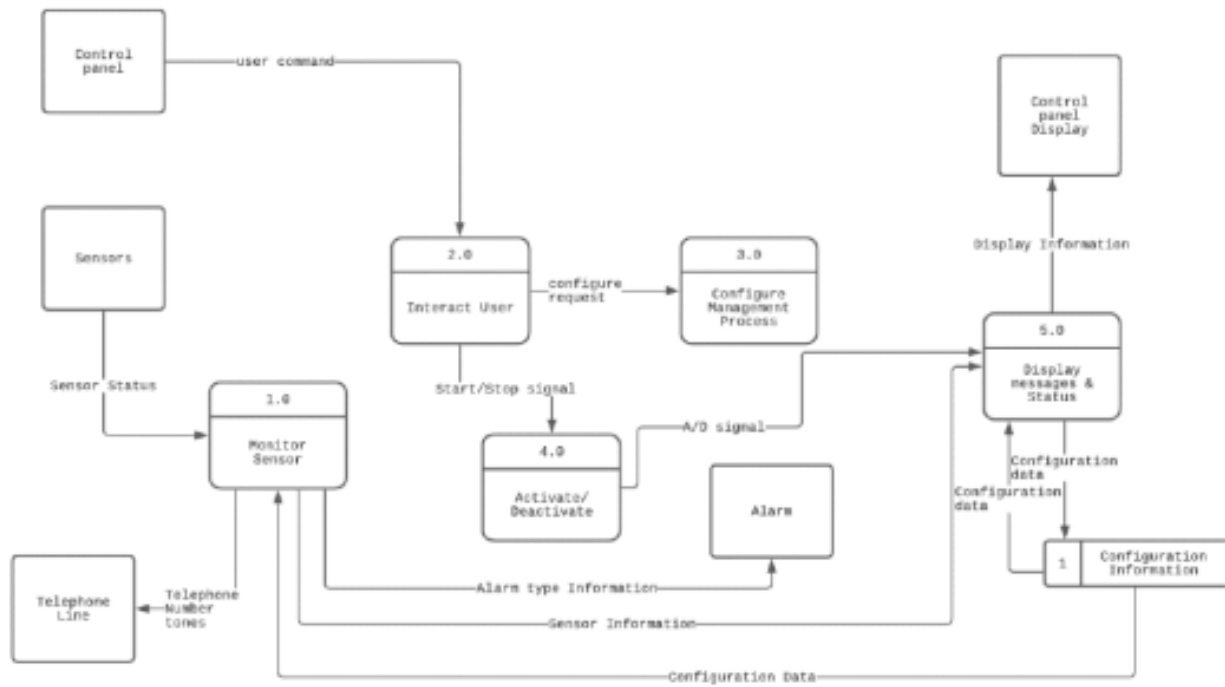 Control
panel
user command
Control
panel
Display
Sensors
Display Information
2.0
Interact User
configure
request
3.0
Configure
Management
Process
5.0
Display
messages &
Status
Sensor Status
Start/Stop signal
1.0
Monitor
Sensor
A/D signal
4.0
Activate/
Deactivate
Alarm
Configuration
data
Configuration
data
1
Configuration
Information
Telephone
Line
Telephone
Number
tones
Alarm type Information
Sensor Information
Configuration Data